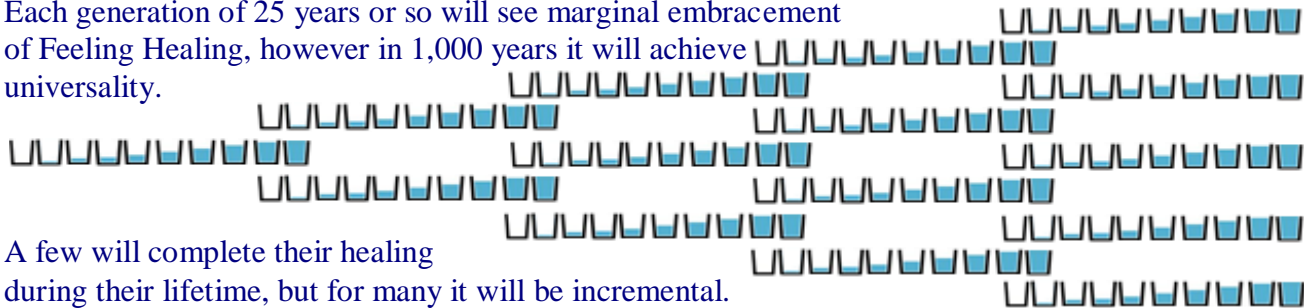 Each generation of 25 years or so will see marginal embracement
of Feeling Healing, however in 1,000 years it will achieve
universality.
A few will complete their healing
during their lifetime, but for many it will be incremental.